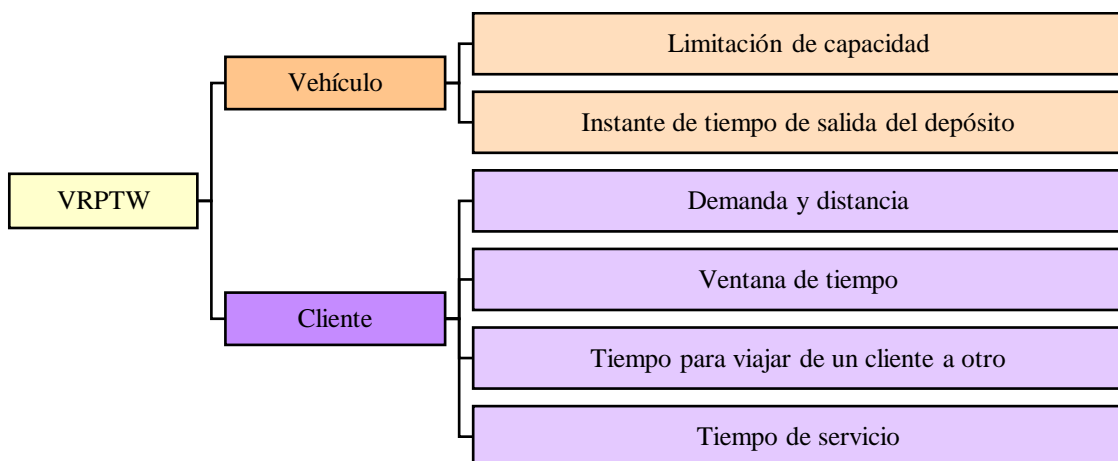 VRPTW
Vehículo
Limitación de capacidad
Instante de tiempo de salida del depósito
Cliente
Demanda y distancia
Ventana de tiempo
Tiempo para viajar de un cliente a otro
Tiempo de servicio